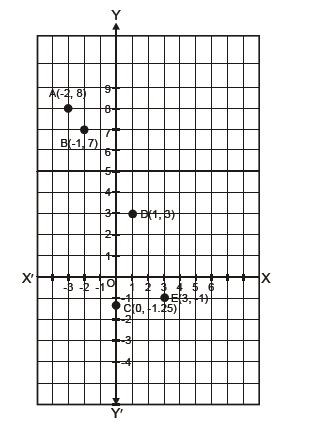 Y
9
A(-2, 8)
8
7
B(-1, 7)
6
5
4
3
D(1, 3)
2
1
X'
O
X
-3 -2 -1 1 2 3 4 5 6
-1
E(3, -1)
C(0, -1.25)
-2
-3
-4
Y'